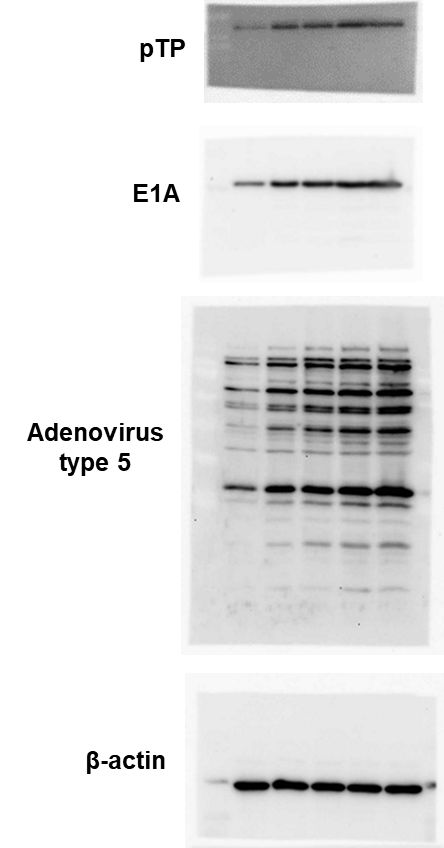 pTP
E1A
Adenovirus
type 5
β-actin